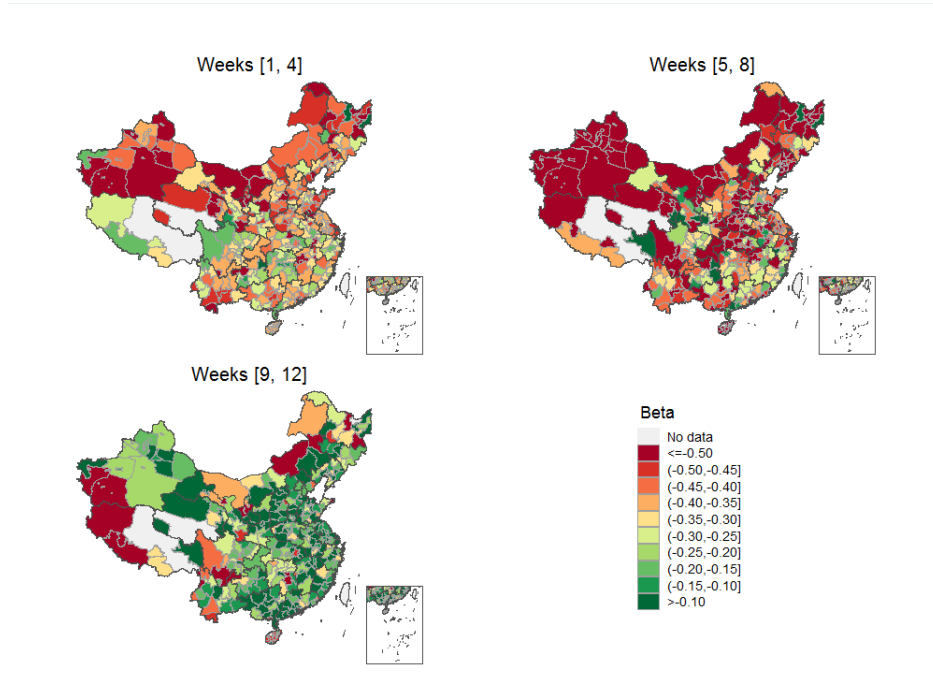 Weeks [1, 4]
Weeks [5, 8]
Weeks [9, 12]
Beta
No data
<=-0.50
(-0.50,-0.45]
(-0.45,-0.40]
(-0.40,-0.35]
(-0.35,-0.30]
(-0.30,-0.25]
(-0.25,-0.20]
(-0.20,-0.15]
(-0.15,-0.10]
>-0.10